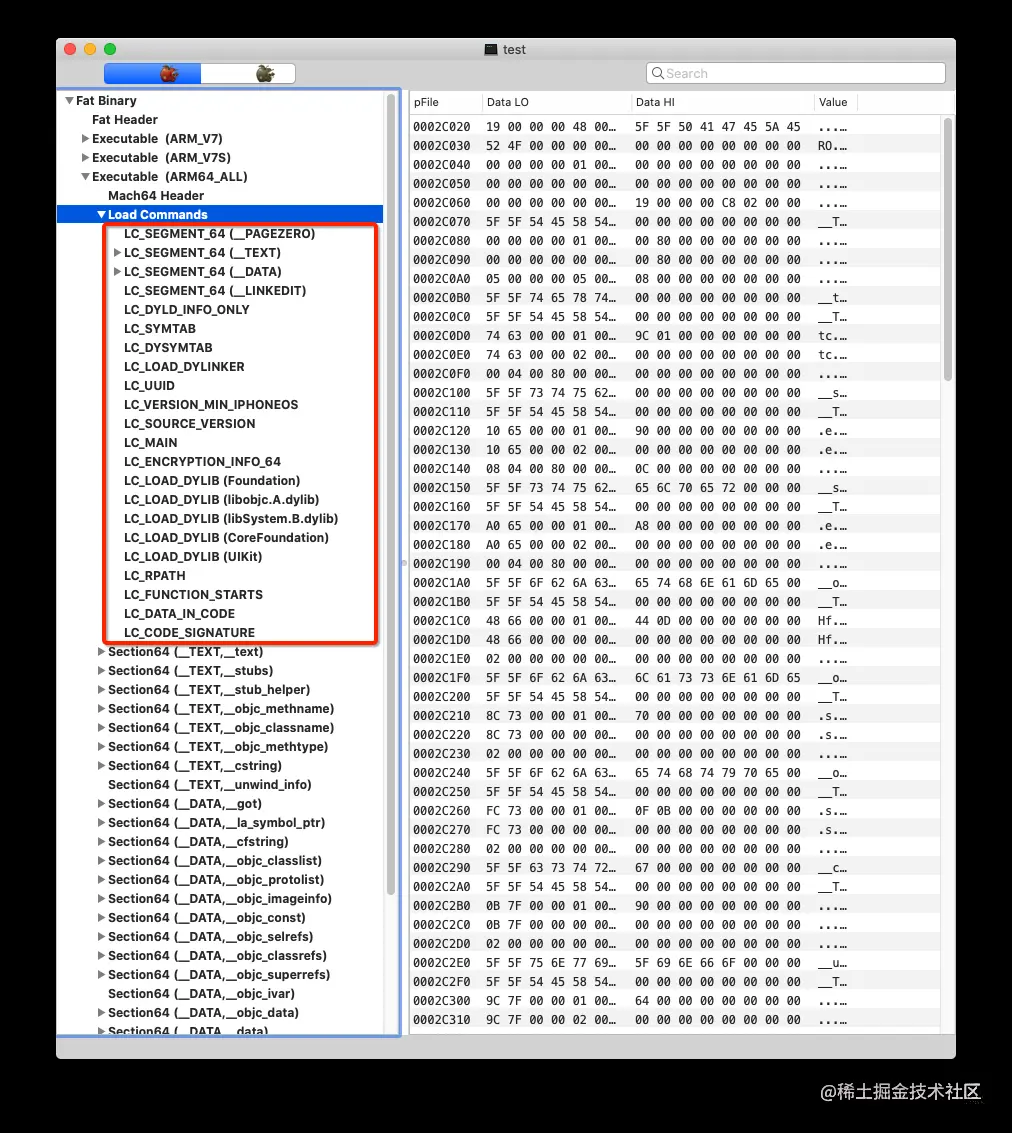 test
Search
Fat Binary
Fat Header
Executable (ARM_V7)
Executable (ARM_V7S)
Executable (ARM64_ALL)
Mach64 Header
Load Commands
LC_SEGMENT_64 (__PAGEZERO)
LC_SEGMENT_64 (__TEXT)
LC_SEGMENT_64 (__DATA)
LC_SEGMENT_64 (__LINKEDIT)
LC_DYLD_INFO_ONLY
LC_SYMTAB
LC_DYSYMTAB
LC_LOAD_DYLINKER
LC_UUID
LC_VERSION_MIN_IPHONEOS
LC_SOURCE_VERSION
LC_MAIN
LC_ENCRYPTION_INFO_64
LC_LOAD_DYLIB (Foundation)
LC_LOAD_DYLIB (libobjc.A.dylib)
LC_LOAD_DYLIB (libSystem.B.dylib)
LC_LOAD_DYLIB (CoreFoundation)
LC_LOAD_DYLIB (UIKit)
LC_RPATH
LC_FUNCTION_STARTS
LC_DATA_IN_CODE
LC_CODE_SIGNATURE
Section64 (__TEXT,__text)
Section64 (__TEXT,__stubs)
Section64 (__TEXT,__stub_helper)
Section64 (__TEXT,__objc_methname)
Section64 (__TEXT,__objc_classname)
Section64 (__TEXT,__objc_methtype)
Section64 (__TEXT,__cstring)
Section64 (__TEXT,__unwind_info)
Section64 (__DATA,__got)
Section64 (__DATA,__la_symbol_ptr)
Section64 (__DATA,__cfstring)
Section64 (__DATA,__objc_classlist)
Section64 (__DATA,__objc_protolist)
Section64 (__DATA,__objc_imageinfo)
Section64 (__DATA,__objc_const)
Section64 (__DATA,__objc_selrefs)
Section64 (__DATA,__objc_classrefs)
Section64 (__DATA,__objc_superrefs)
Section64 (__DATA,__objc_ivar)
Section64 (__DATA,__objc_data)
Section64 (__DATA,__data)
pFile Data LO Data HI Value
0002C020 19 00 00 00 48 00… 5F 5F 50 41 47 45 5A 45 ....…
0002C030 52 4F 00 00 00 00… 00 00 00 00 00 00 00 00 RO.…
0002C040 00 00 00 00 01 00… 00 00 00 00 00 00 00 00 ....…
0002C050 00 00 00 00 00 00… 00 00 00 00 00 00 00 00 ....…
0002C060 00 00 00 00 00 00… 19 00 00 00 C8 02 00 00 ....…
0002C070 5F 5F 54 45 58 54… 00 00 00 00 00 00 00 00 __T…
0002C080 00 00 00 00 01 00… 00 80 00 00 00 00 00 00 ....…
0002C090 00 00 00 00 00 00… 00 80 00 00 00 00 00 00 ....…
0002C0A0 05 00 00 00 05 00… 08 00 00 00 00 00 00 00 ....…
0002C0B0 5F 5F 74 65 78 74… 00 00 00 00 00 00 00 00 __t…
0002C0C0 5F 5F 54 45 58 54… 00 00 00 00 00 00 00 00 __T…
0002C0D0 74 63 00 00 01 00… 9C 01 00 00 00 00 00 00 tc.…
0002C0E0 74 63 00 00 02 00… 00 00 00 00 00 00 00 00 tc.…
0002C0F0 00 04 00 80 00 00… 00 00 00 00 00 00 00 00 ....…
0002C100 5F 5F 73 74 75 62… 00 00 00 00 00 00 00 00 __s…
0002C110 5F 5F 54 45 58 54… 00 00 00 00 00 00 00 00 __T…
0002C120 10 65 00 00 01 00… 90 00 00 00 00 00 00 00 .e.…
0002C130 10 65 00 00 02 00… 00 00 00 00 00 00 00 00 .e.…
0002C140 08 04 00 80 00 00… 0C 00 00 00 00 00 00 00 ....…
0002C150 5F 5F 73 74 75 62… 65 6C 70 65 72 00 00 00 __s…
0002C160 5F 5F 54 45 58 54… 00 00 00 00 00 00 00 00 __T…
0002C170 A0 65 00 00 01 00… A8 00 00 00 00 00 00 00 .e.…
0002C180 A0 65 00 00 02 00… 00 00 00 00 00 00 00 00 .e.…
0002C190 00 04 00 80 00 00… 00 00 00 00 00 00 00 00 ....…
0002C1A0 5F 5F 6F 62 6A 63… 65 74 68 6E 61 6D 65 00 __o…
0002C1B0 5F 5F 54 45 58 54… 00 00 00 00 00 00 00 00 __T…
0002C1C0 48 66 00 00 01 00… 44 0D 00 00 00 00 00 00 Hf.…
0002C1D0 48 66 00 00 00 00… 00 00 00 00 00 00 00 00 Hf.…
0002C1E0 02 00 00 00 00 00… 00 00 00 00 00 00 00 00 ....…
0002C1F0 5F 5F 6F 62 6A 63… 6C 61 73 73 6E 61 6D 65 __o…
0002C200 5F 5F 54 45 58 54… 00 00 00 00 00 00 00 00 __T…
0002C210 8C 73 00 00 01 00… 70 00 00 00 00 00 00 00 .s.…
0002C220 8C 73 00 00 00 00… 00 00 00 00 00 00 00 00 .s.…
0002C230 02 00 00 00 00 00… 00 00 00 00 00 00 00 00 ....…
0002C240 5F 5F 6F 62 6A 63… 65 74 68 74 79 70 65 00 __o…
0002C250 5F 5F 54 45 58 54… 00 00 00 00 00 00 00 00 __T…
0002C260 FC 73 00 00 01 00… 0F 0B 00 00 00 00 00 00 .s.…
0002C270 FC 73 00 00 00 00… 00 00 00 00 00 00 00 00 .s.…
0002C280 02 00 00 00 00 00… 00 00 00 00 00 00 00 00 ....…
0002C290 5F 5F 63 73 74 72… 67 00 00 00 00 00 00 00 __c…
0002C2A0 5F 5F 54 45 58 54… 00 00 00 00 00 00 00 00 __T…
0002C2B0 0B 7F 00 00 01 00… 90 00 00 00 00 00 00 00 ....…
0002C2C0 0B 7F 00 00 00 00… 00 00 00 00 00 00 00 00 ....…
0002C2D0 02 00 00 00 00 00… 00 00 00 00 00 00 00 00 ....…
0002C2E0 5F 5F 75 6E 77 69… 5F 69 6E 66 6F 00 00 00 __u…
0002C2F0 5F 5F 54 45 58 54… 00 00 00 00 00 00 00 00 __T…
0002C300 9C 7F 00 00 01 00… 64 00 00 00 00 00 00 00 ....…
0002C310 9C 7F 00 00 02 00… 00 00 00 00 00 00 00 00 ....…
@稀土掘金技术社区